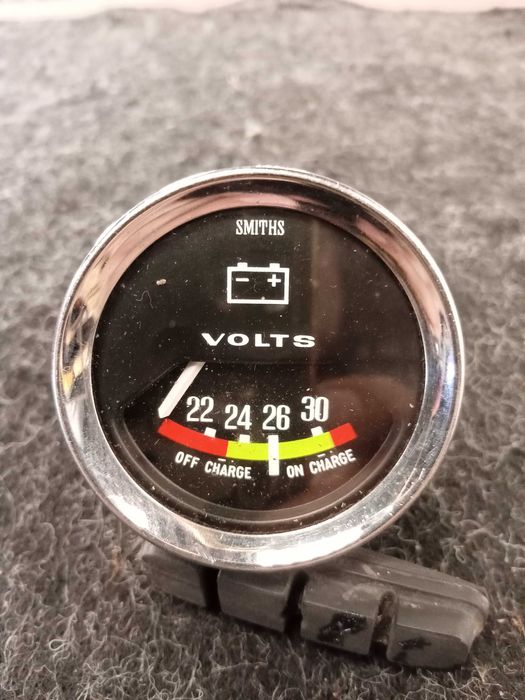 SMITHS
- +
VOLTS
22 24 26 30
OFF CHARGE ON CHARGE